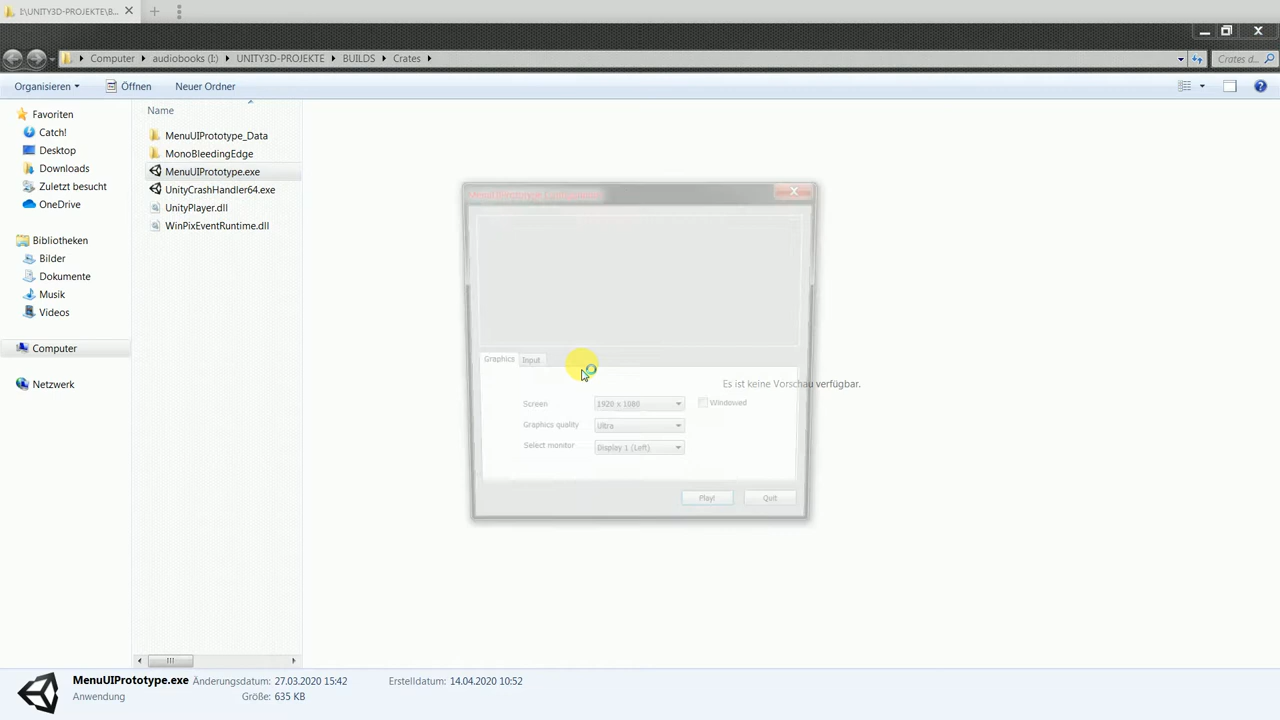 I:\UNITY3D-PROJEKTE\B...
Computer audiobooks (I:) UNITY3D-PROJEKTE BUILDS Crates
Crates d...
Organisieren Öffnen Neuer Ordner
Favoriten
Catch!
Desktop
Downloads
Zuletzt besucht
OneDrive
Bibliotheken
Bilder
Dokumente
Musik
Videos
Computer
Netzwerk
Name
MenuUIPrototype_Data
MonoBleedingEdge
MenuUIPrototype.exe
UnityCrashHandler64.exe
UnityPlayer.dll
WinPixEventRuntime.dll
MenuUIPrototype Configuration
Graphics Input
Screen 1920 x 1080 Windowed
Graphics quality Ultra
Select monitor Display 1 (Left)
Play! Quit
Es ist keine Vorschau verfügbar.
MenuUIPrototype.exe Änderungsdatum: 27.03.2020 15:42 Erstelldatum: 14.04.2020 10:52
Anwendung Größe: 635 KB